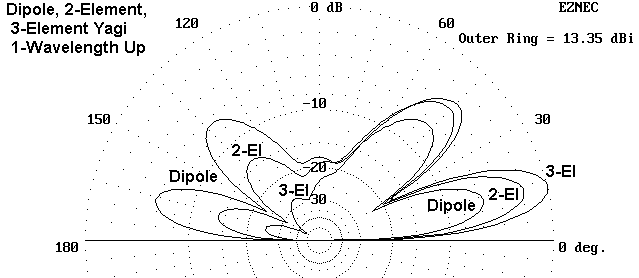 Dipole, 2-Element,
3-Element Yagi
1-Wavelength Up
0 dB
EZNEC
Outer Ring = 13.35 dBi
120
60
-10
150
30
2-El
-20
3-El
Dipole
3-El
2-El
-30
Dipole
180
0 deg.